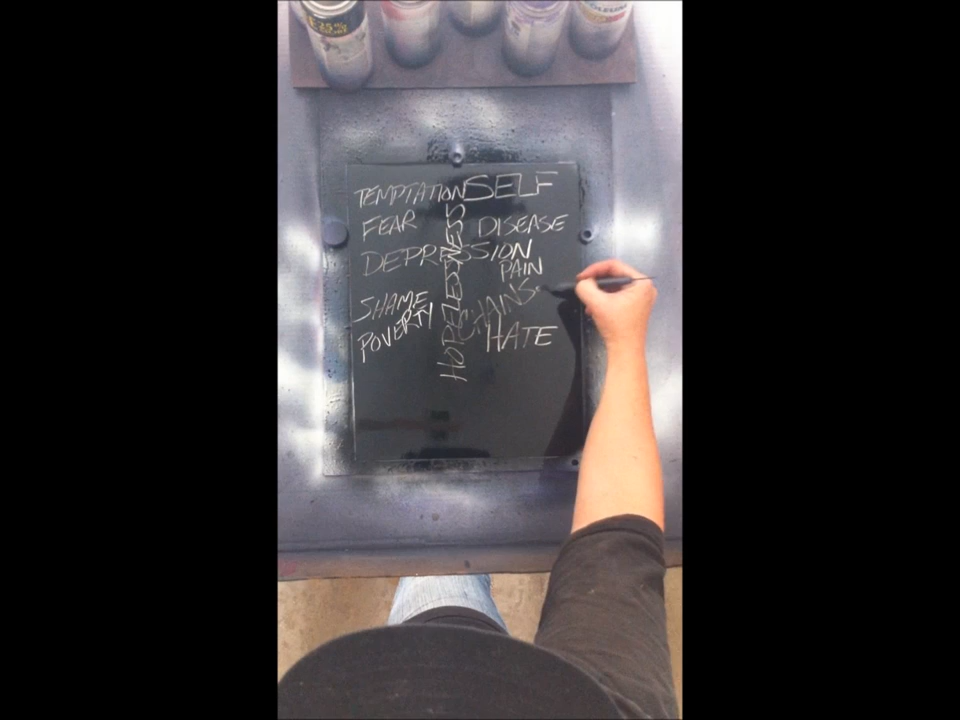 TEMPTATION SELF
FEAR DISEASE
DEPRESSION
PAIN
SHAME CHAINS
POVERTY HATE
HOPELESSNESS